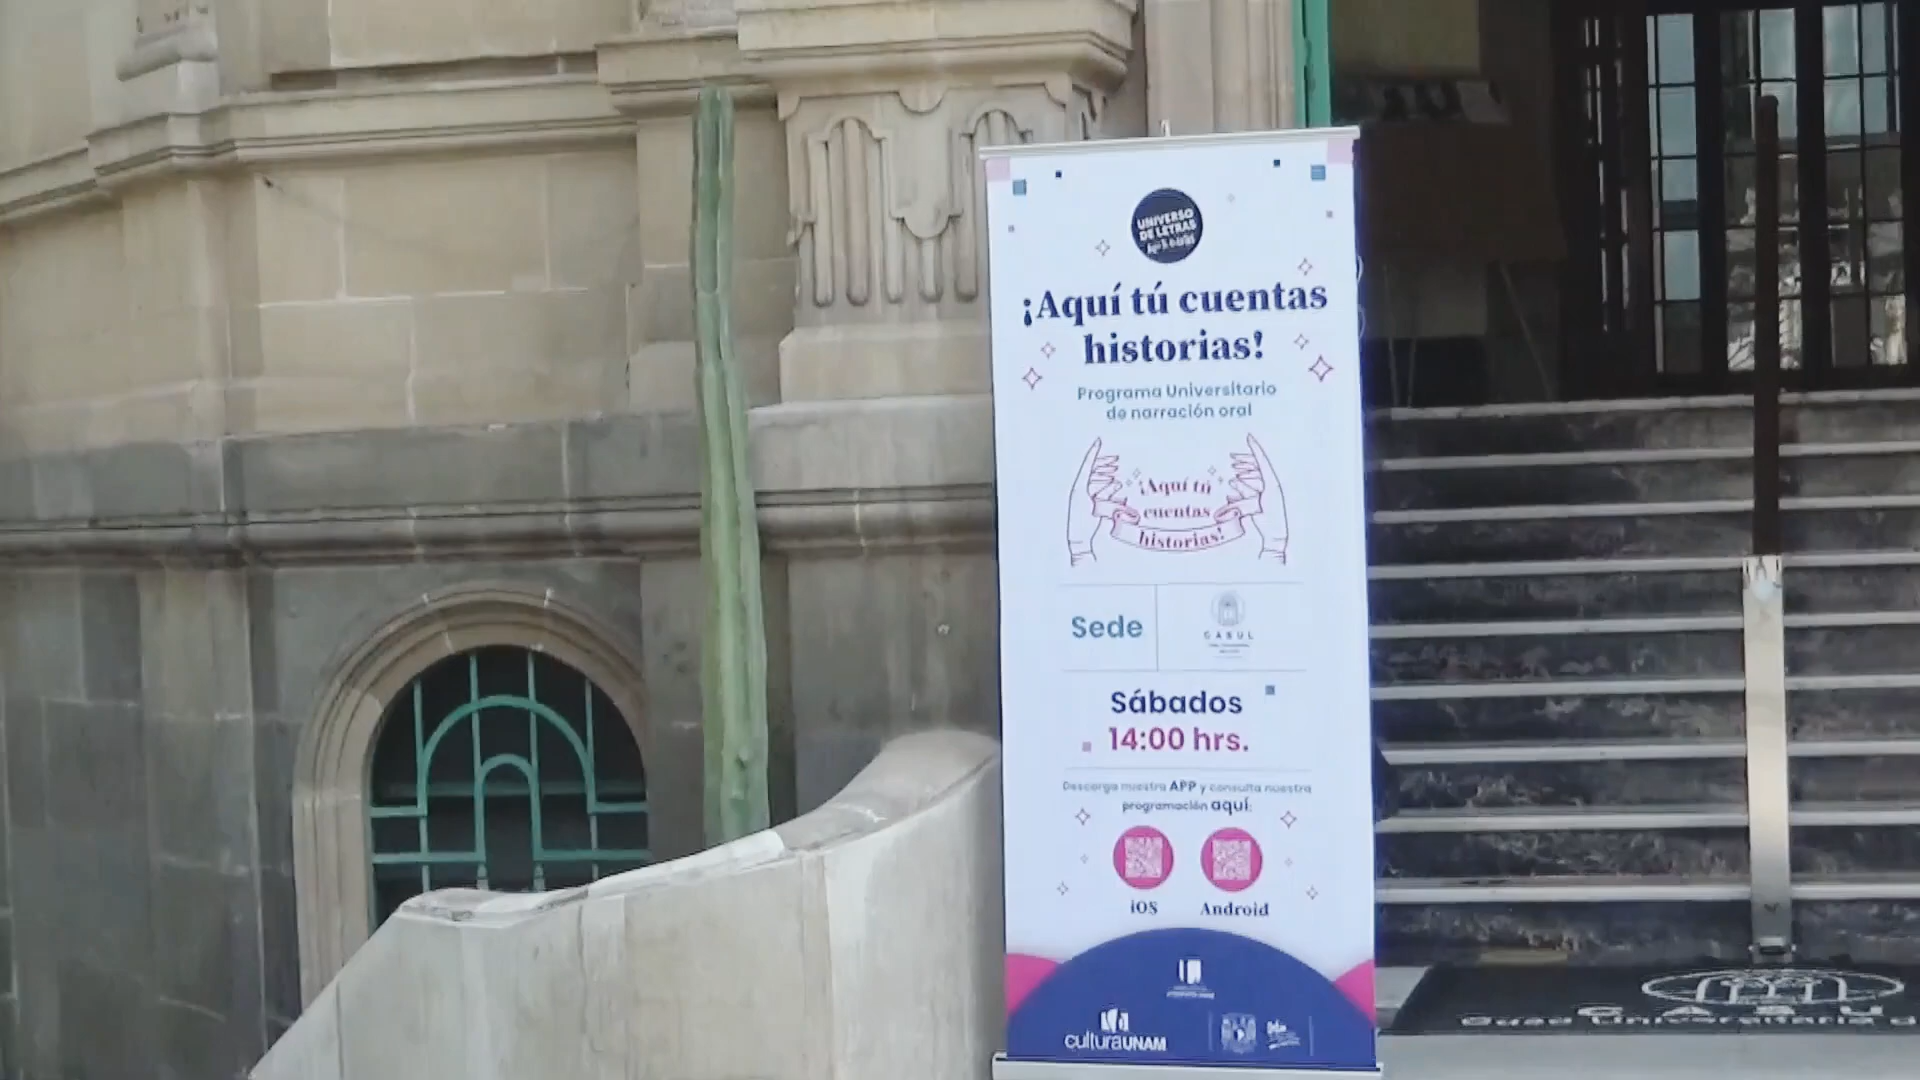 UNIVERSO
DE LETRAS
¡Aquí tú cuentas
historias!
Programa Universitario
de narración oral
¡Aquí tú
cuentas
historias!
Sede
CASUL
Sábados
14:00 hrs.
Descarga nuestra APP y consulta nuestra
programación aquí:
iOS Android
culturaUNAM